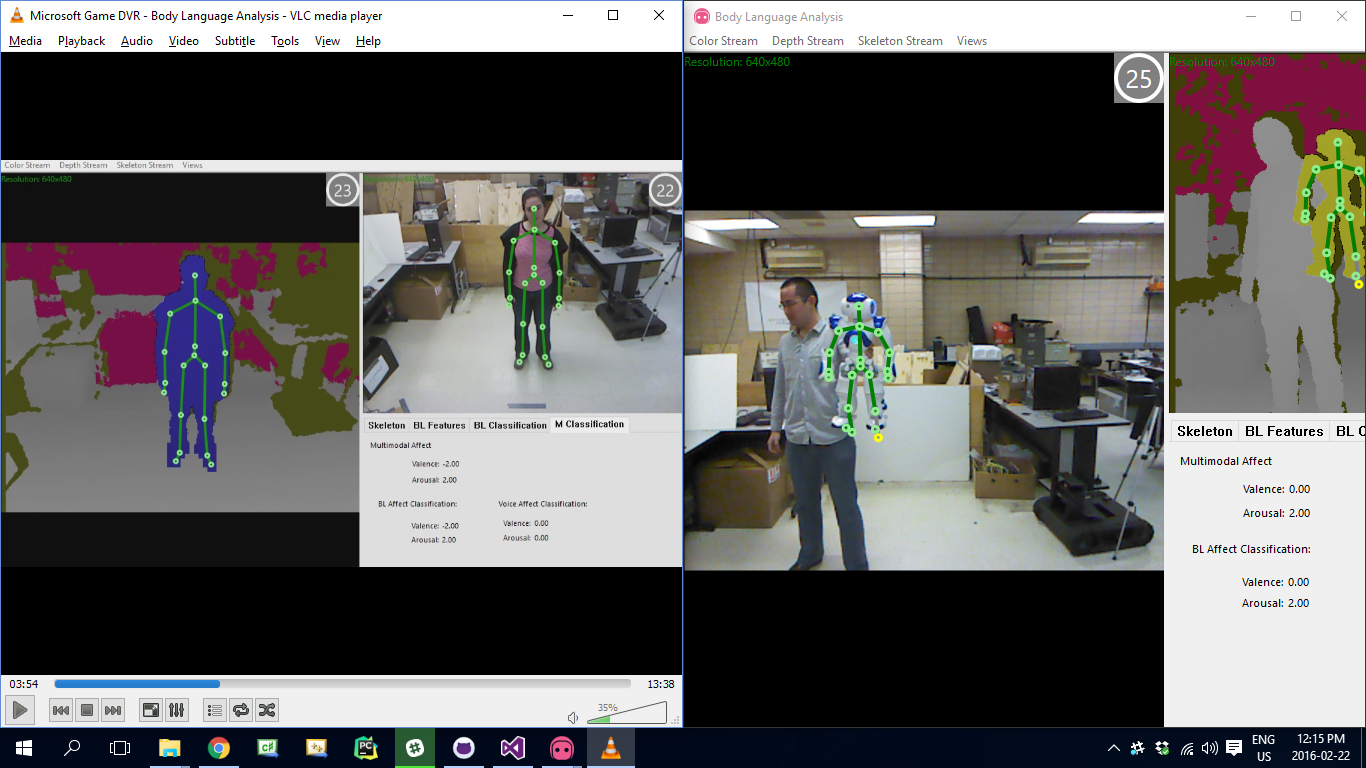 Microsoft Game DVR - Body Language Analysis - VLC media player
Media Playback Audio Video Subtitle Tools View Help
Color Stream Depth Stream Skeleton Stream Views
Resolution: 640x480
23
22
Skeleton BL Features BL Classification M Classification
Multimodal Affect
Valence: -2.00
Arousal: 2.00
BL Affect Classification: Voice Affect Classification:
Valence: -2.00 Valence: 0.00
Arousal: 2.00 Arousal: 0.00
03:54 13:38
35%
Body Language Analysis
Color Stream Depth Stream Skeleton Stream Views
Resolution: 640x480
25
Resolution: 640x480
Skeleton BL Features BL C
Multimodal Affect
Valence: 0.00
Arousal: 2.00
BL Affect Classification:
Valence: 0.00
Arousal: 2.00
PC
ENG
US
12:15 PM
2016-02-22